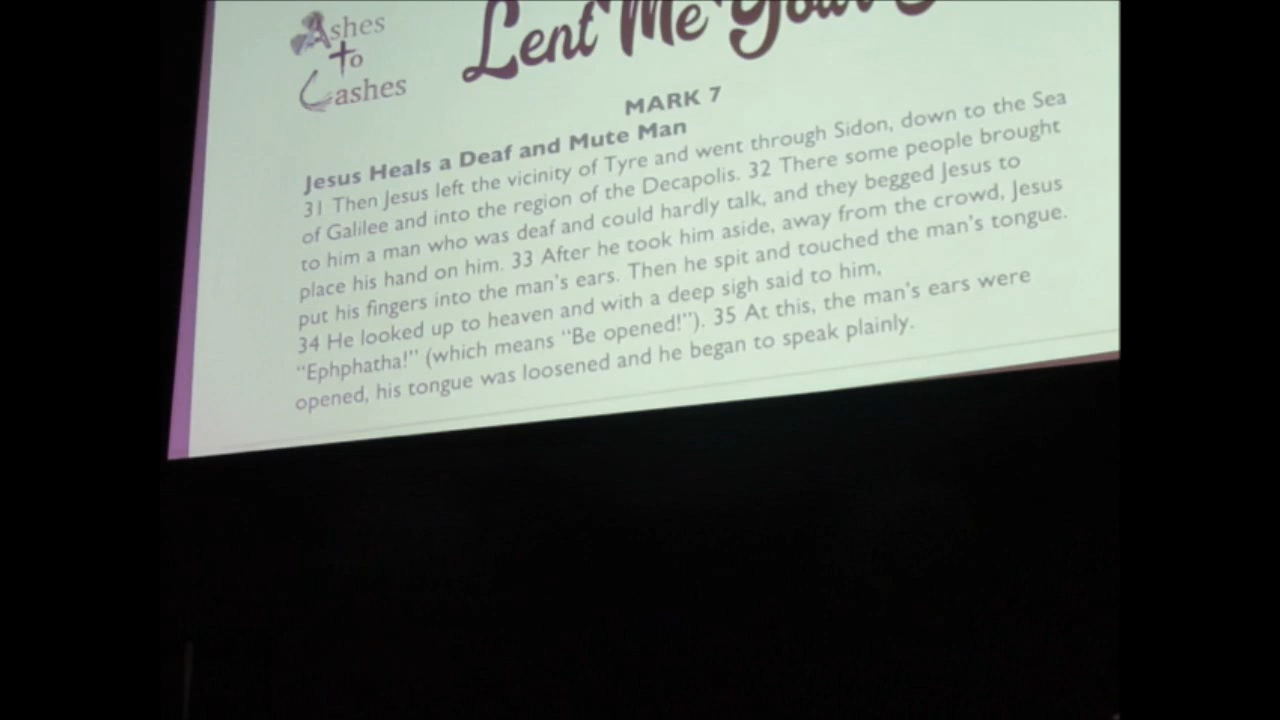 Ashes
To
Lashes
Lent Me Your
MARK 7
Jesus Heals a Deaf and Mute Man
31 Then Jesus left the vicinity of Tyre and went through Sidon, down to the Sea
of Galilee and into the region of the Decapolis. 32 There some people brought
to him a man who was deaf and could hardly talk, and they begged Jesus to
place his hand on him. 33 After he took him aside, away from the crowd, Jesus
put his fingers into the man's ears. Then he spit and touched the man's tongue.
34 He looked up to heaven and with a deep sigh said to him,
“Ephphatha!” (which means “Be opened!”). 35 At this, the man's ears were
opened, his tongue was loosened and he began to speak plainly.